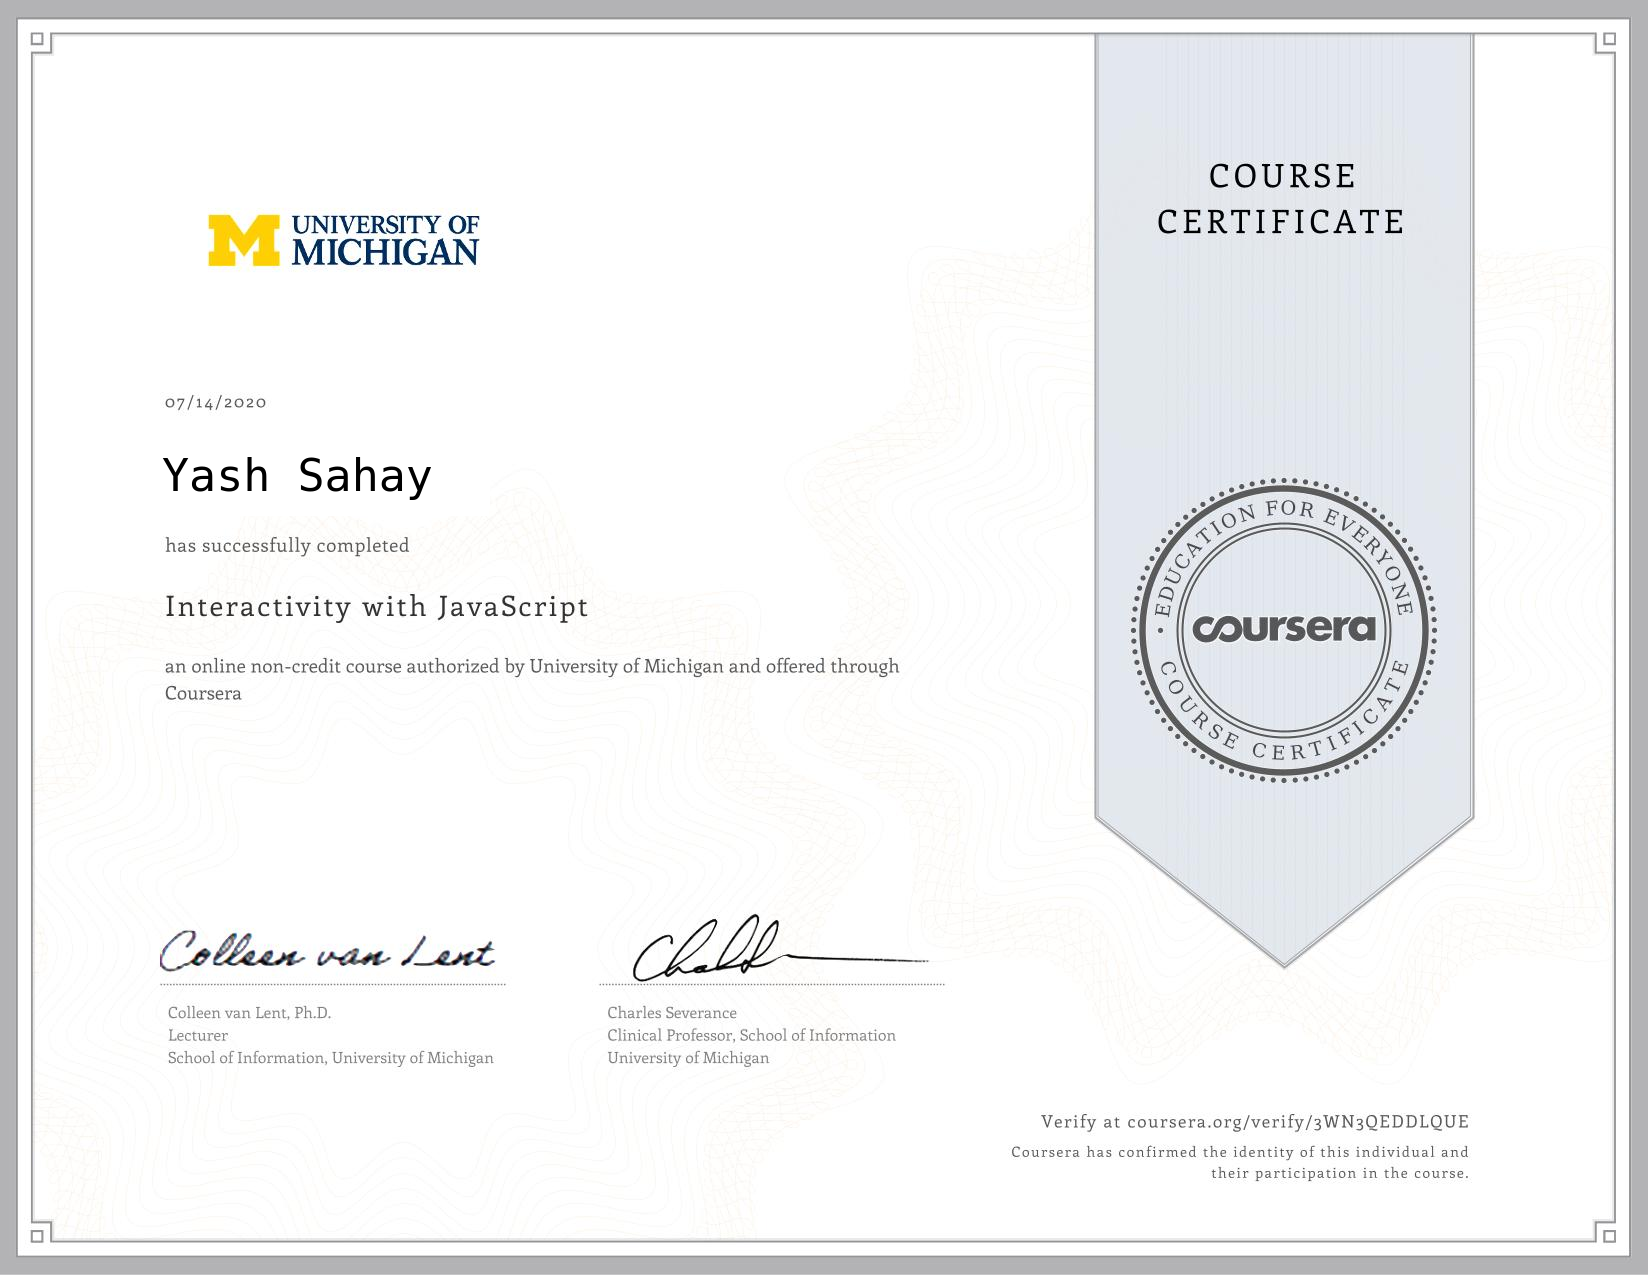 UNIVERSITY OF
MICHIGAN
COURSE
CERTIFICATE
07/14/2020
Yash Sahay
has successfully completed
Interactivity with JavaScript
an online non-credit course authorized by University of Michigan and offered through
Coursera
• EDUCATION FOR EVERYONE
coursera
COURSE CERTIFICATE
Colleen van Lent
Colleen van Lent, Ph.D.
Lecturer
School of Information, University of Michigan
Charles Severance
Clinical Professor, School of Information
University of Michigan
Verify at coursera.org/verify/3WN3QEDDLQUE
Coursera has confirmed the identity of this individual and
their participation in the course.